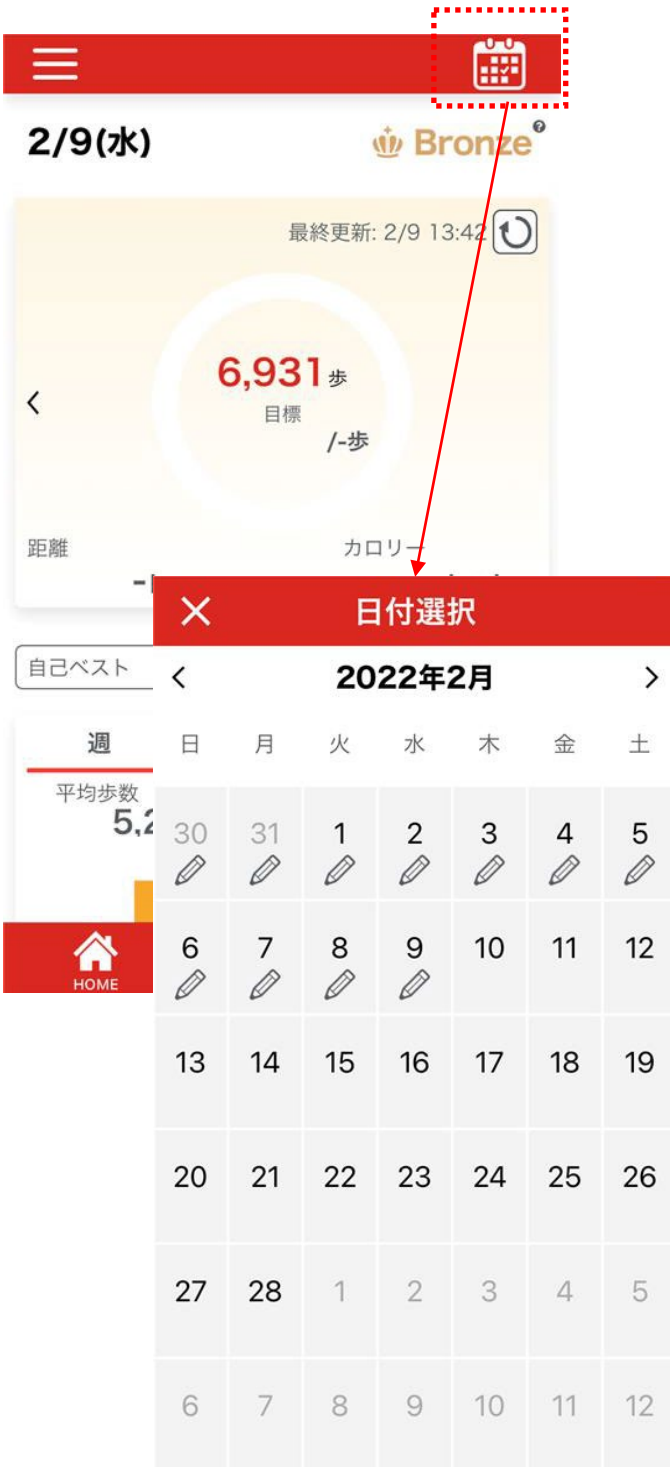 2/9(水)
Bronze
最終更新: 2/9 13:42
6,931歩
目標
/-歩
距離
カロリー
自己ベスト
週
平均歩数
5,2
HOME
日付選択
2022年2月
日 月 火 水 木 金 土
30 31 1 2 3 4 5
6 7 8 9 10 11 12
13 14 15 16 17 18 19
20 21 22 23 24 25 26
27 28 1 2 3 4 5
6 7 8 9 10 11 12